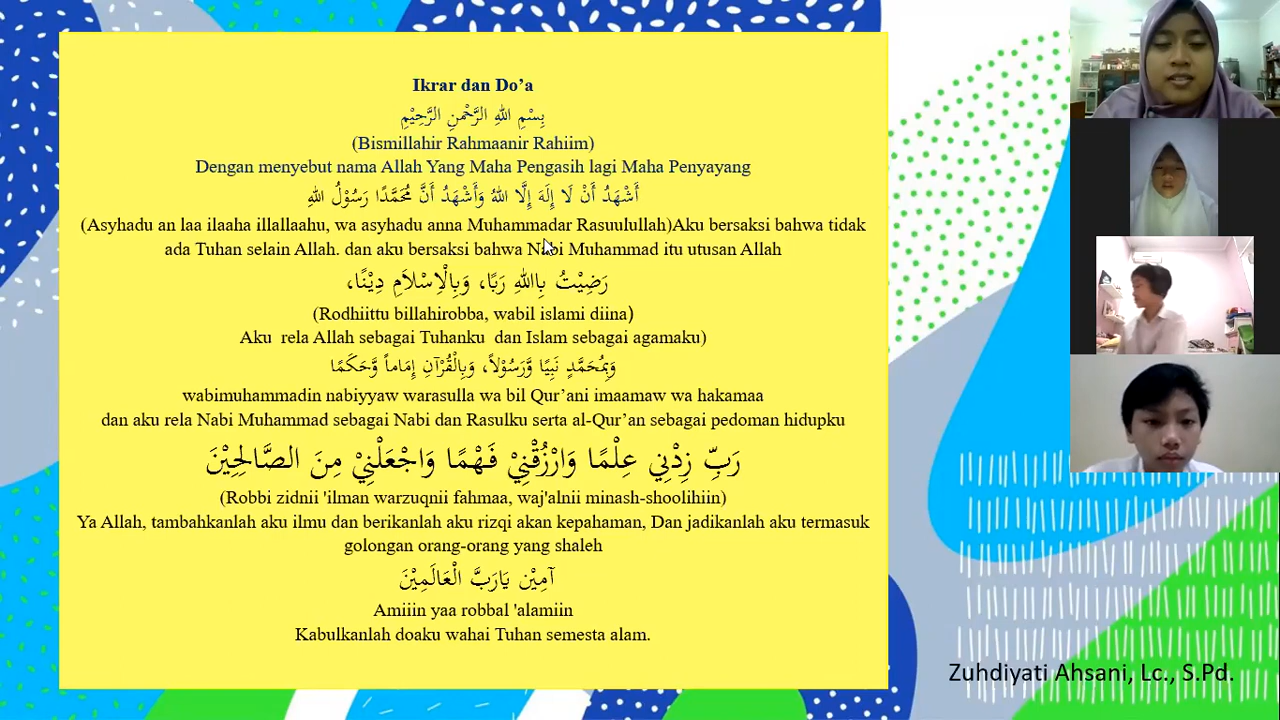 Ikrar dan Do’a
بِسْمِ اللهِ الرَّحْمنِ الرَّحِيْمِ
(Bismillahir Rahmaanir Rahiim)
Dengan menyebut nama Allah Yang Maha Pengasih lagi Maha Penyayang
أَشْهَدُ أَنْ لَا إِلَهَ إِلَّا اللهُ وَأَشْهَدُ أَنَّ مُحَمَّدًا رَسُوْلُ اللهِ
(Asyhadu an laa ilaaha illallaahu, wa asyhadu anna Muhammadar Rasuulullah)Aku bersaksi bahwa tidak
ada Tuhan selain Allah. dan aku bersaksi bahwa Nabi Muhammad itu utusan Allah
رَضِيْتُ بِاللهِ رَبًا، وَبِالْاِسْلَامِ دِيْنًا،
(Rodhiittu billahirobba, wabil islami diina)
Aku  rela Allah sebagai Tuhanku  dan Islam sebagai agamaku)
وَبِمُحَمَّدٍ نَبِيًا وَّرَسُوْلاً، وَبِالْقُرْآنِ إِمَاماً وَّحَكَمًا
wabimuhammadin nabiyyaw warasulla wa bil Qur’ani imaamaw wa hakamaa
dan aku rela Nabi Muhammad sebagai Nabi dan Rasulku serta al-Qur’an sebagai pedoman hidupku
رَبِّ زِدْنِي عِلْمًا وَارْزُقْنِيْ فَهْمًا وَاجْعَلْنِيْ مِنَ الصَّالِحِيْنَ
(Robbi zidnii 'ilman warzuqnii fahmaa, waj'alnii minash-shoolihiin)
Ya Allah, tambahkanlah aku ilmu dan berikanlah aku rizqi akan kepahaman, Dan jadikanlah aku termasuk
golongan orang-orang yang shaleh
آمِيْن يَارَبَّ الْعَالَمِيْنَ
Amiiin yaa robbal 'alamiin
Kabulkanlah doaku wahai Tuhan semesta alam.
Zuhdiyati Ahsani, Lc., S.Pd.